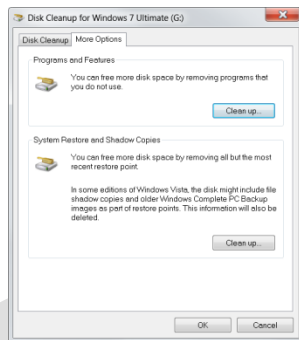 Disk Cleanup for Windows 7 Ultimate (G:)
Disk Cleanup More Options
Programs and Features
You can free more disk space by removing programs that
you do not use.
Clean up...
System Restore and Shadow Copies
You can free more disk space by removing all but the most
recent restore point.
In some editions of Windows Vista, the disk might include file
shadow copies and older Windows Complete PC Backup
images as part of restore points. This information will also be
deleted.
Clean up...
OK Cancel